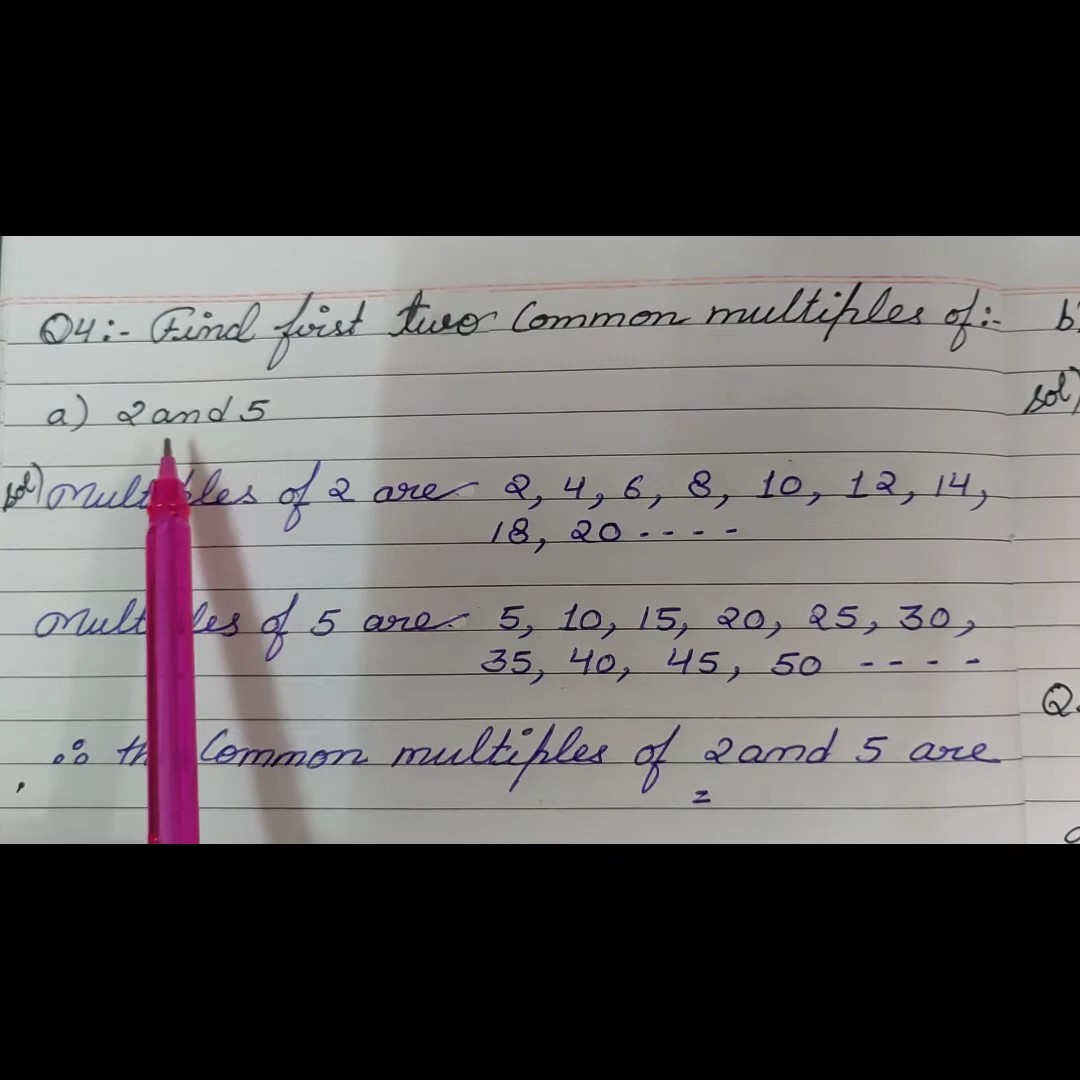 Q4:- Find first two Common multiples of:-
a) 2 and 5
sol) Multiples of 2 are 2, 4, 6, 8, 10, 12, 14,
18, 20 ----
Multiples of 5 are 5, 10, 15, 20, 25, 30,
35, 40, 45, 50 ----
∴ the Common multiples of 2 and 5 are
=
b)
sol)
Q